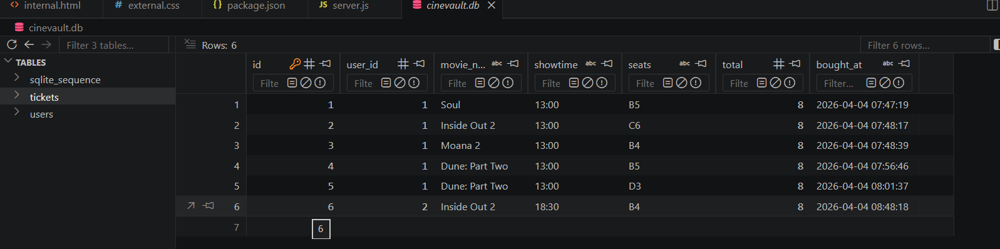 internal.html # external.css {} package.json JS server.js cinevault.db
cinevault.db
Filter 3 tables... Rows: 6 Filter 6 rows...
TABLES
sqlite_sequence
tickets
users
id user_id movie_n... abc showtime abc seats abc total bought_at abc
Filte Filte Filte Filte Filte Filte Filter...
1 1 1 Soul 13:00 B5 8 2026-04-04 07:47:19
2 2 1 Inside Out 2 13:00 C6 8 2026-04-04 07:48:17
3 3 1 Moana 2 13:00 B4 8 2026-04-04 07:48:39
4 4 1 Dune: Part Two 13:00 B5 8 2026-04-04 07:56:46
5 5 1 Dune: Part Two 13:00 D3 8 2026-04-04 08:01:37
6 6 2 Inside Out 2 18:30 B4 8 2026-04-04 08:48:18
7 6